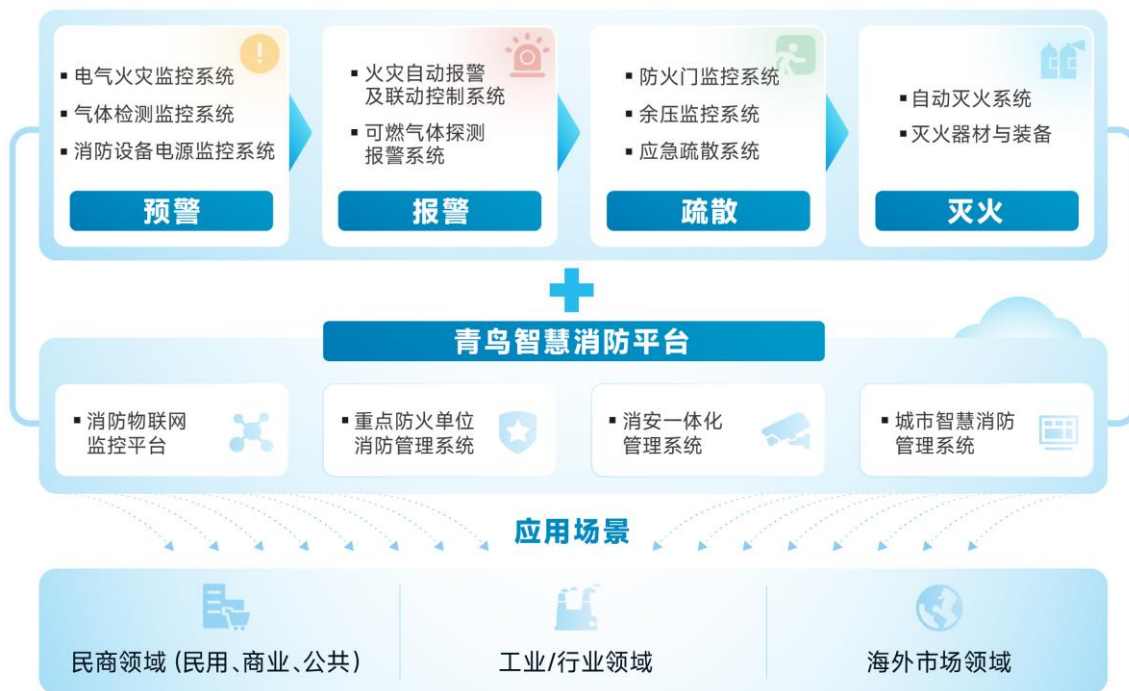 ▪ 电气火灾监控系统
▪ 气体检测监控系统
▪ 消防设备电源监控系统
预警
▪ 火灾自动报警
及联动控制系统
▪ 可燃气体探测
报警系统
报警
▪ 防火门监控系统
▪ 余压监控系统
▪ 应急疏散系统
疏散
▪ 自动灭火系统
▪ 灭火器材与装备
灭火
青鸟智慧消防平台
▪ 消防物联网
监控平台
▪ 重点防火单位
消防管理系统
▪ 消安一体化
管理系统
▪ 城市智慧消防
管理系统
应用场景
民商领域 (民用、商业、公共)
工业/行业领域
海外市场领域